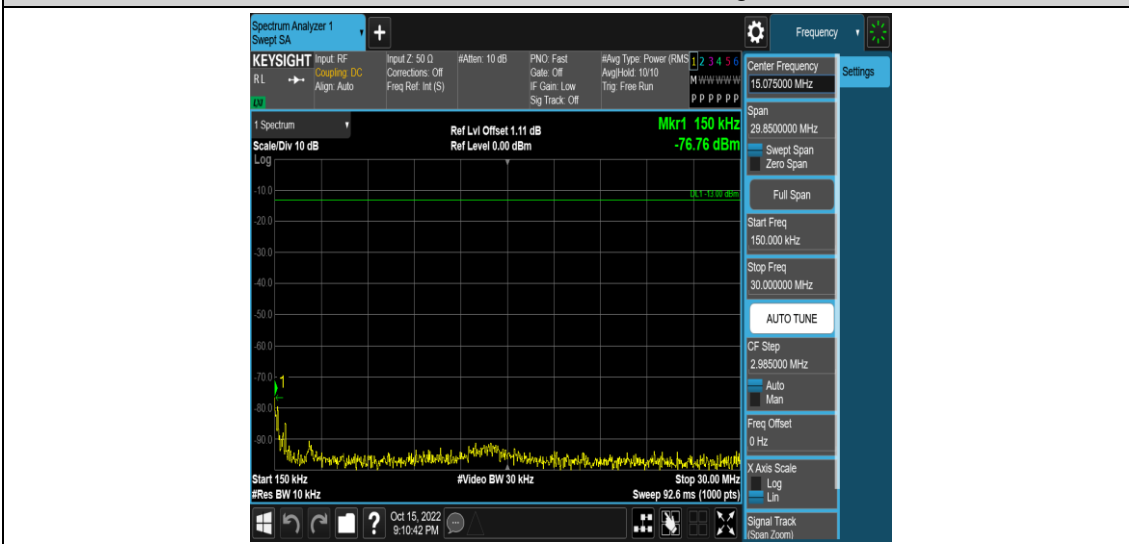 Spectrum Analyzer 1
Swept SA
+
Frequency
KEYSIGHT
RL
LXI
Input: RF
Coupling: DC
Align: Auto
Input Z: 50 Ω
Corrections: Off
Freq Ref: Int (S)
#Atten: 10 dB
PNO: Fast
Gate: Off
IF Gain: Low
Sig Track: Off
#Avg Type: Power (RMS
Avg|Hold: 10/10
Trig: Free Run
1 2 3 4 5 6
M W W W W W
P P P P P P
Center Frequency
15.075000 MHz
Settings
1 Spectrum
Scale/Div 10 dB
Log
Ref Lvl Offset 1.11 dB
Ref Level 0.00 dBm
Mkr1 150 kHz
-76.76 dBm
Span
29.8500000 MHz
Swept Span
Zero Span
Full Span
Start Freq
150.000 kHz
Stop Freq
30.000000 MHz
AUTO TUNE
CF Step
2.985000 MHz
Auto
Man
Freq Offset
0 Hz
X Axis Scale
Log
Lin
Signal Track
(Span Zoom)
DL1 -13.00 dBm
-10.0
-20.0
-30.0
-40.0
-50.0
-60.0
-70.0
1
-80.0
-90.0
Start 150 kHz
#Res BW 10 kHz
#Video BW 30 kHz
Stop 30.00 MHz
Sweep 92.6 ms (1000 pts)
?
Oct 15, 2022
9:10:42 PM